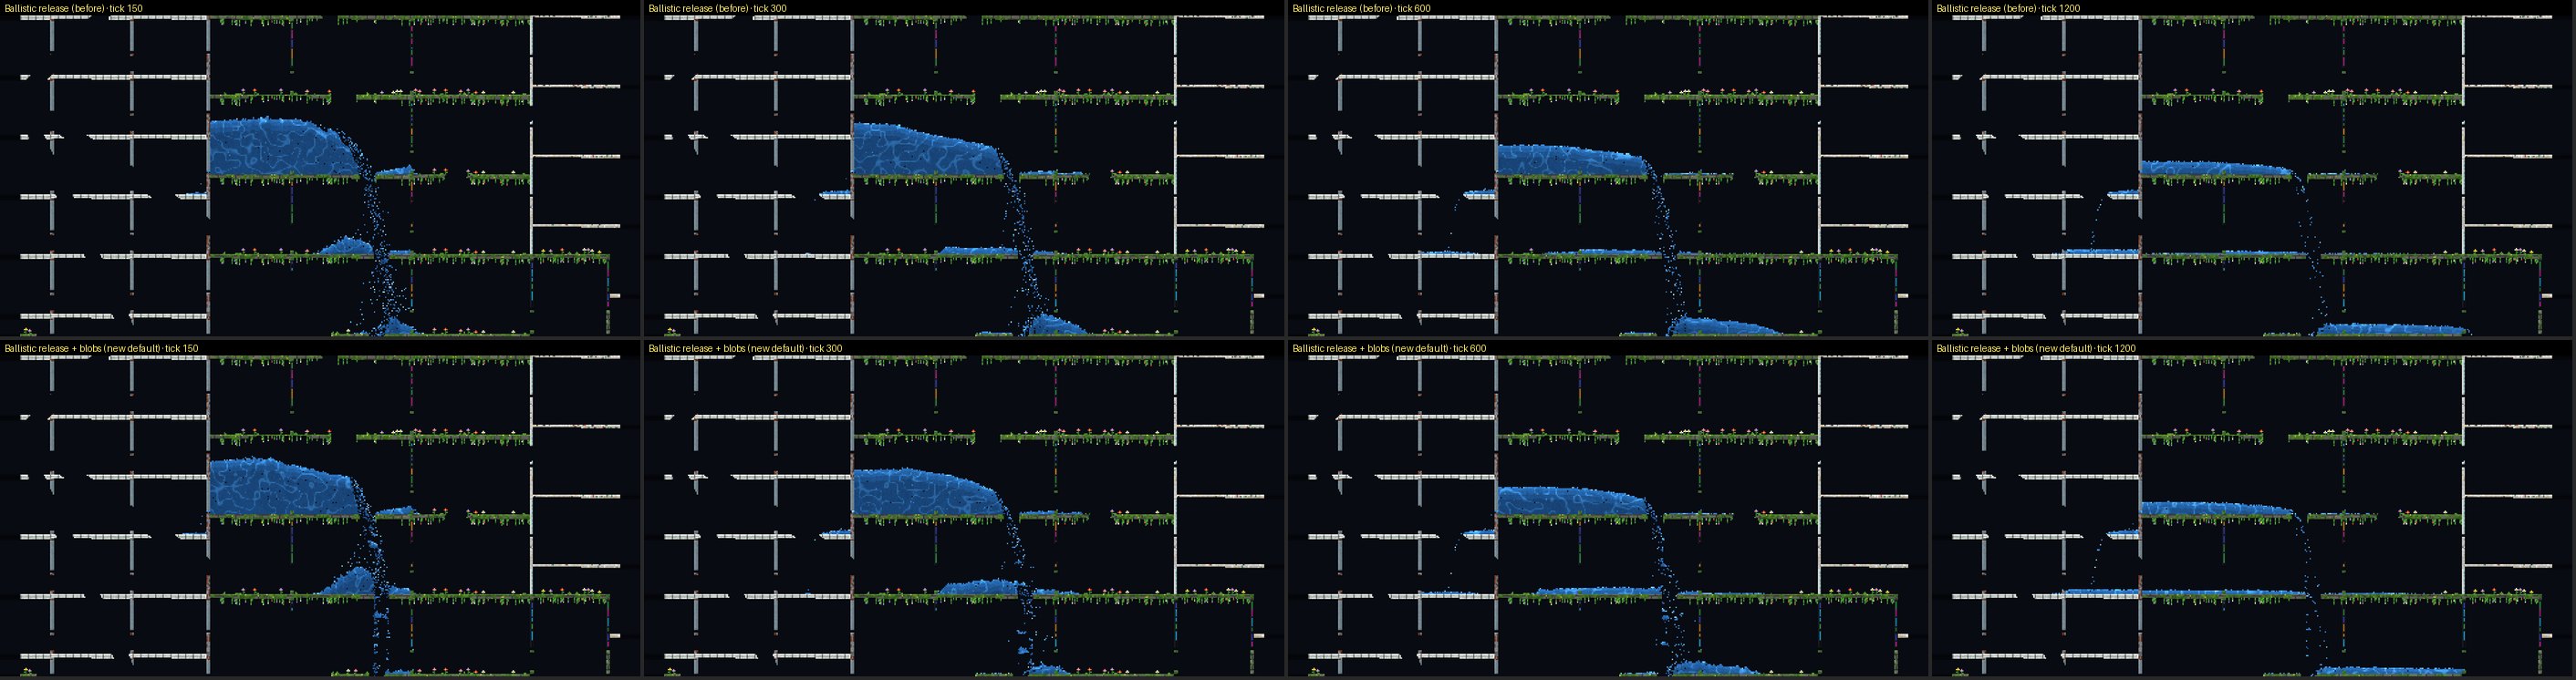 Ballistic release (before) · tick 150
Ballistic release (before) · tick 300
Ballistic release (before) · tick 600
Ballistic release (before) · tick 1200
Ballistic release + blobs (new default) · tick 150
Ballistic release + blobs (new default) · tick 300
Ballistic release + blobs (new default) · tick 600
Ballistic release + blobs (new default) · tick 1200